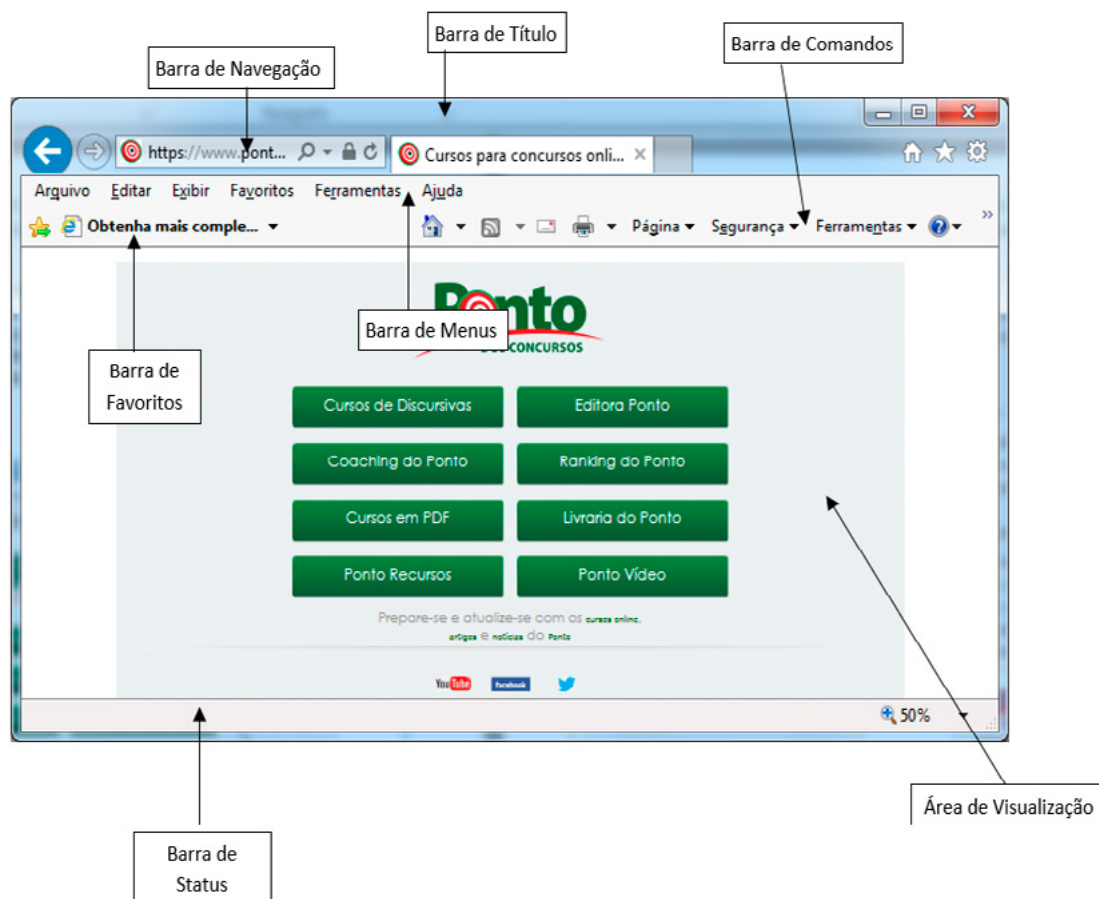 Barra de Título
Barra de Comandos
Barra de Navegação
https://www.pont...
Cursos para concursos onli...
Arquivo Editar Exibir Favoritos Ferramentas Ajuda
Obtenha mais comple...
Página Segurança Ferramentas
Ponto
CONCURSOS
Barra de Menus
Barra de
Favoritos
Cursos de Discursivas Editora Ponto
Coaching do Ponto Ranking do Ponto
Cursos em PDF Livraria do Ponto
Ponto Recursos Ponto Vídeo
Prepare-se e atualize-se com os cursos online,
artigos e notícias do Ponto
YouTube facebook
50%
Área de Visualização
Barra de
Status